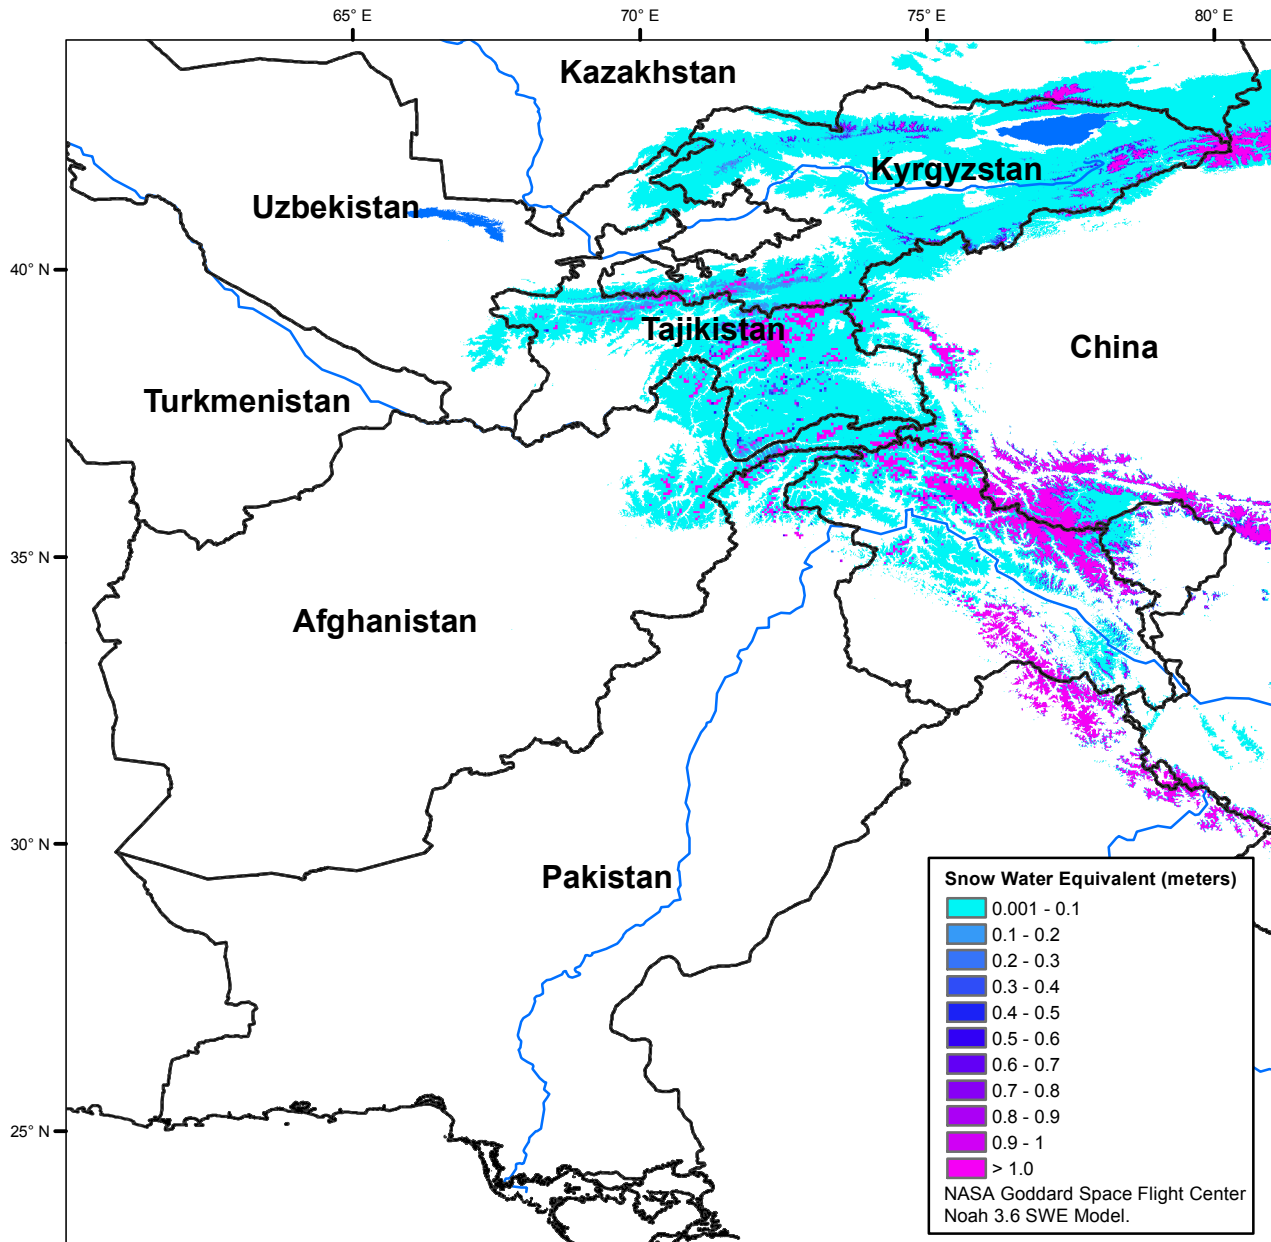 65° E
70° E
75° E
80° E
Kazakhstan
Kyrgyzstan
Uzbekistan
40° N
Tajikistan
China
Turkmenistan
35° N
Afghanistan
30° N
Pakistan
25° N
Snow Water Equivalent (meters)
0.001 - 0.1
0.1 - 0.2
0.2 - 0.3
0.3 - 0.4
0.4 - 0.5
0.5 - 0.6
0.6 - 0.7
0.7 - 0.8
0.8 - 0.9
0.9 - 1
> 1.0
NASA Goddard Space Flight Center
Noah 3.6 SWE Model.